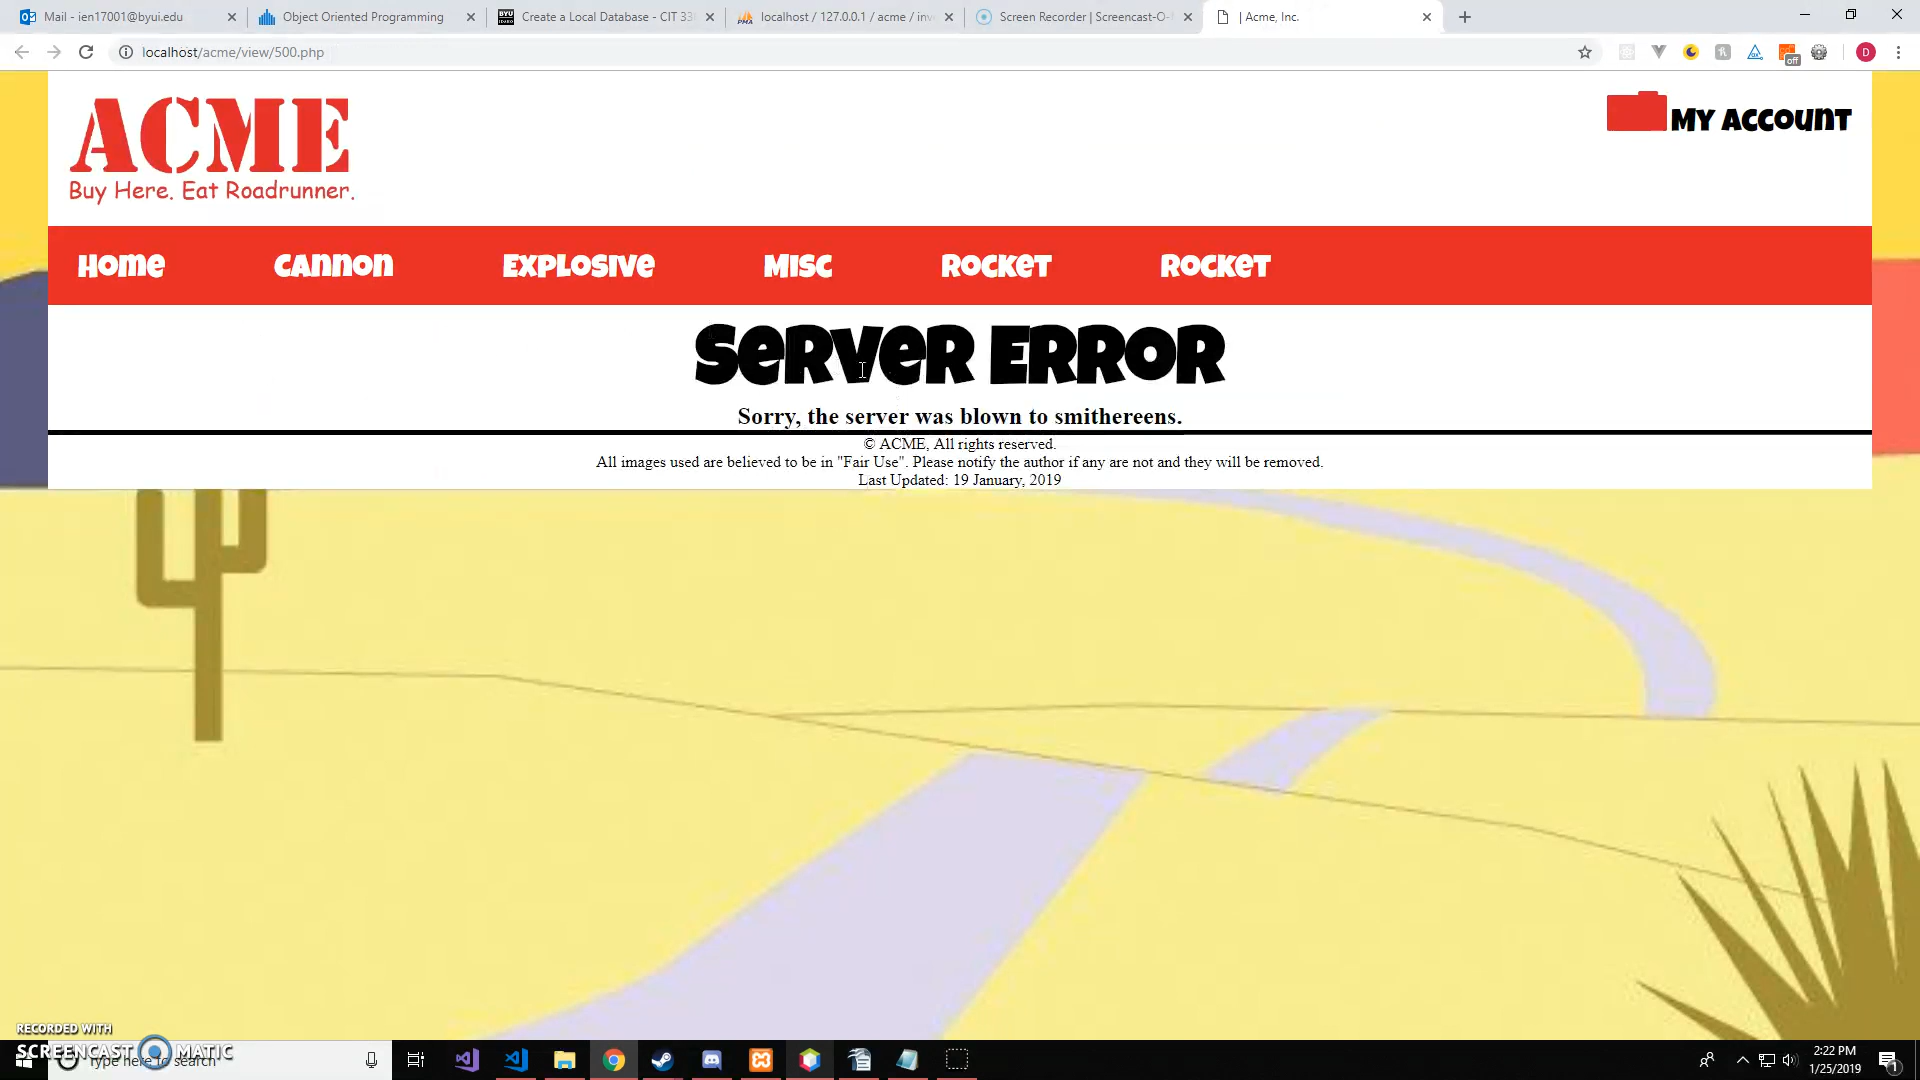 Mail - ien17001@byui.edu
Object Oriented Programming
Create a Local Database - CIT 33
localhost / 127.0.0.1 / acme / inv
Screen Recorder | Screencast-O-
| Acme, Inc.
localhost/acme/view/500.php
off
D
ACME
Buy Here. Eat Roadrunner.
My Account
Home
Cannon
Explosive
Misc
Rocket
Rocket
Server Error
Sorry, the server was blown to smithereens.
© ACME, All rights reserved.
All images used are believed to be in "Fair Use". Please notify the author if any are not and they will be removed.
Last Updated: 19 January, 2019
RECORDED WITH
SCREENCAST MATIC
Type here to search
2:22 PM
1/25/2019
1